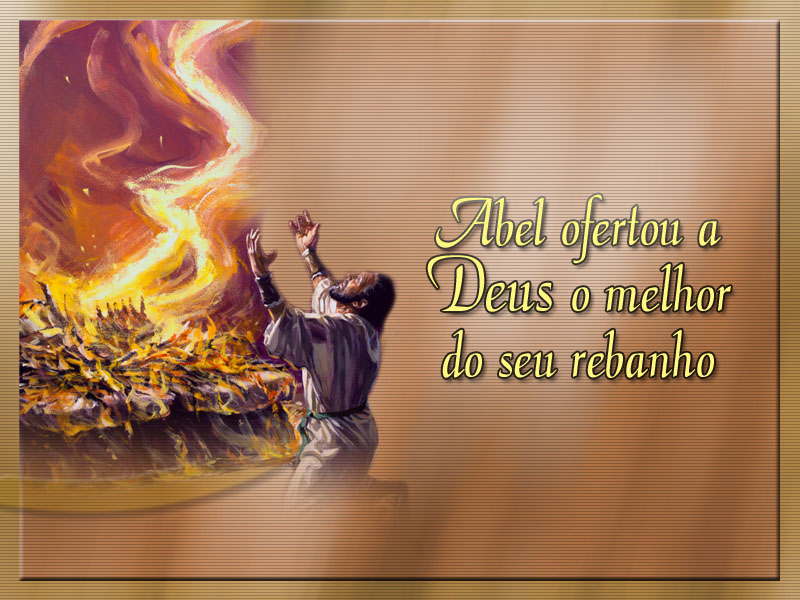 Abel ofertou a
Deus o melhor
do seu rebanho